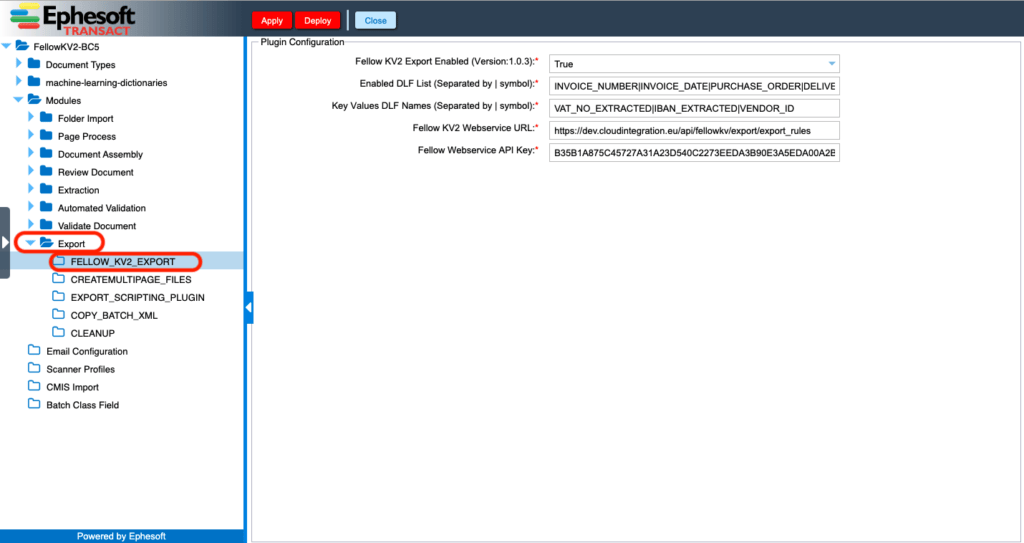 Ephesoft
TRANSACT
Apply Deploy Close
FellowKV2-BC5
Document Types
machine-learning-dictionaries
Modules
Folder Import
Page Process
Document Assembly
Review Document
Extraction
Automated Validation
Validate Document
Export
FELLOW_KV2_EXPORT
CREATEMULTIPAGE_FILES
EXPORT_SCRIPTING_PLUGIN
COPY_BATCH_XML
CLEANUP
Email Configuration
Scanner Profiles
CMIS Import
Batch Class Field
Powered by Ephesoft
Plugin Configuration
Fellow KV2 Export Enabled (Version:1.0.3):* True
Enabled DLF List (Separated by | symbol):* INVOICE_NUMBER|INVOICE_DATE|PURCHASE_ORDER|DELIVE
Key Values DLF Names (Separated by | symbol):* VAT_NO_EXTRACTED|IBAN_EXTRACTED|VENDOR_ID
Fellow KV2 Webservice URL:* https://dev.cloudintegration.eu/api/fellowkv/export/export_rules
Fellow Webservice API Key:* B35B1A875C45727A31A23D540C2273EEDA3B90E3A5EDA00A2E